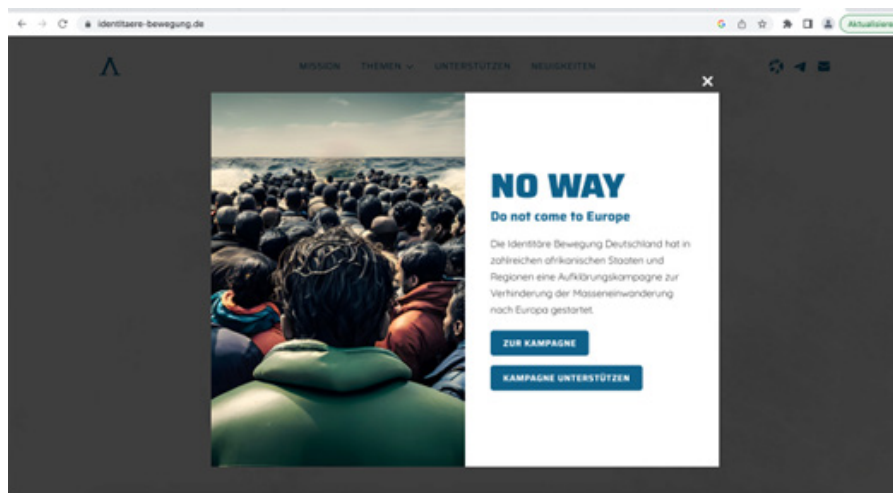 identitaere-bewegung.de
Aktualisiere
Λ
MISSION THEMEN UNTERSTÜTZEN NEUIGKEITEN
NO WAY
Do not come to Europe
Die Identitäre Bewegung Deutschland hat in
zahlreichen afrikanischen Staaten und
Regionen eine Aufklärungskampagne zur
Verhinderung der Masseneinwanderung
nach Europa gestartet.
ZUR KAMPAGNE
KAMPAGNE UNTERSTÜTZEN